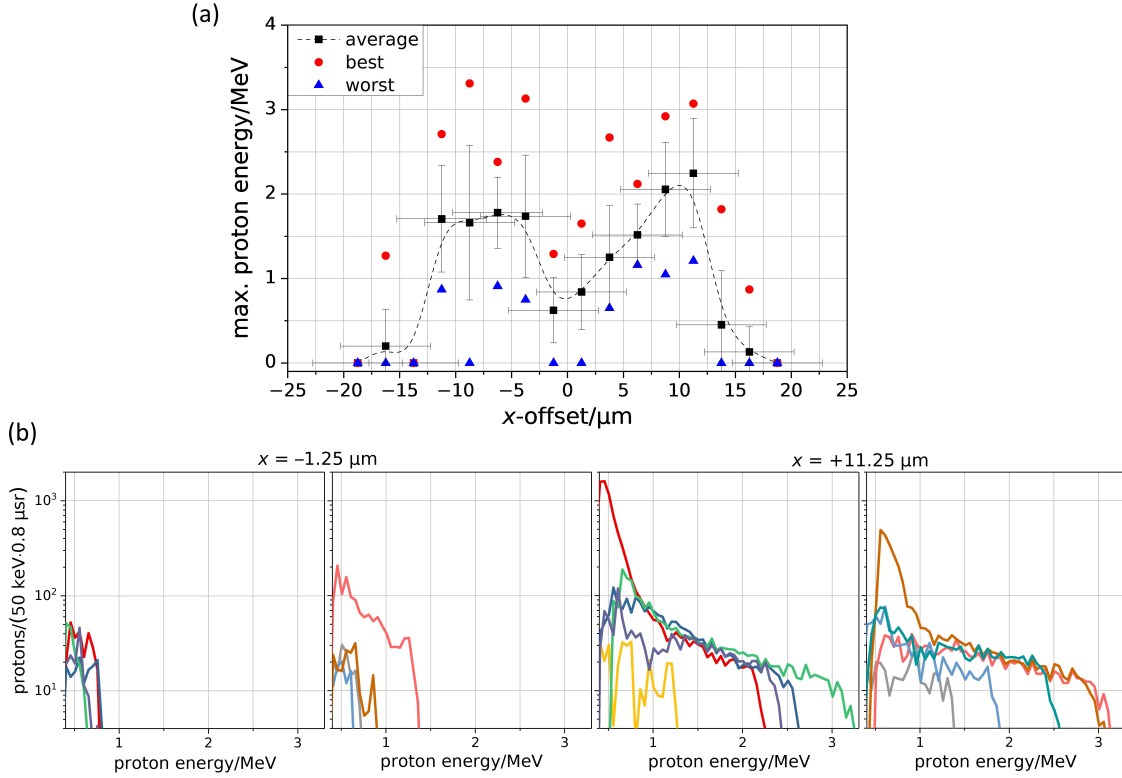 (a)
4
3
2
1
0
max. proton energy/MeV
average
best
worst
−25 −20 −15 −10 −5 0 5 10 15 20 25
x-offset/µm
(b)
x = –1.25 µm
x = +11.25 µm
10³
10²
10¹
protons/(50 keV·0.8 µsr)
1 2 3 1 2 3 1 2 3 1 2 3
proton energy/MeV proton energy/MeV proton energy/MeV proton energy/MeV